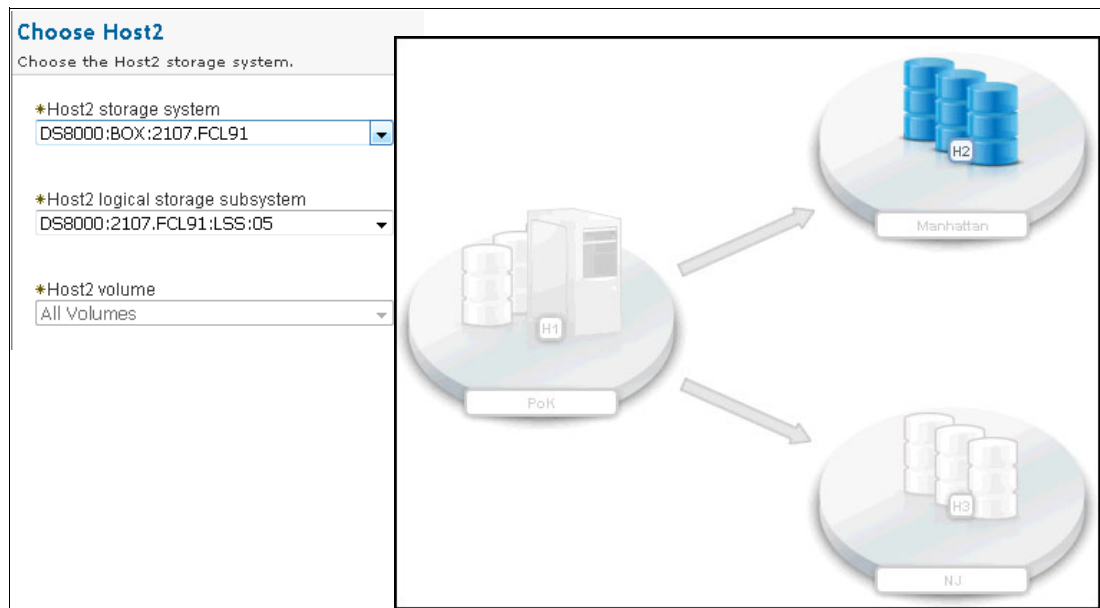 Choose Host2
Choose the Host2 storage system.
✱Host2 storage system
DS8000:BOX:2107.FCL91
✱Host2 logical storage subsystem
DS8000:2107.FCL91:LSS:05
✱Host2 volume
All Volumes
H2
Manhattan
H1
PoK
H3
NJ